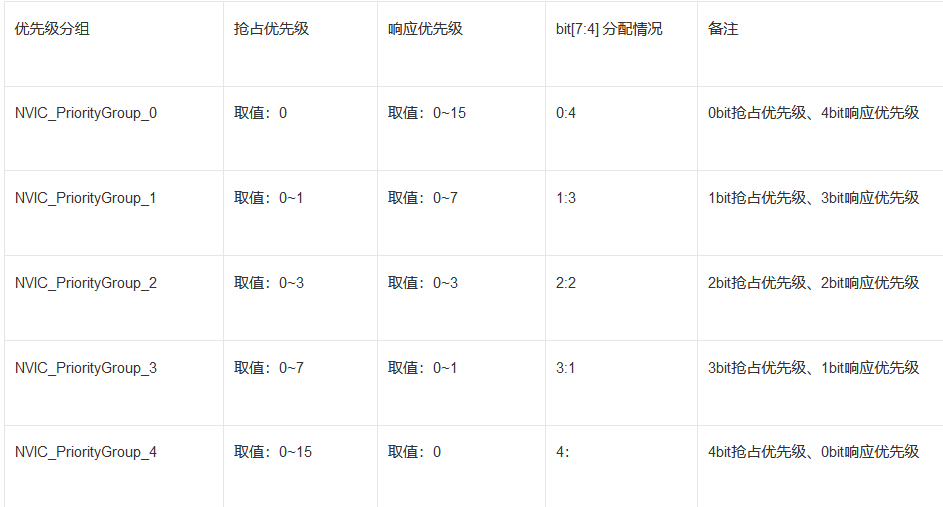 优先级分组 抢占优先级 响应优先级 bit[7:4] 分配情况 备注
NVIC_PriorityGroup_0 取值：0 取值：0~15 0:4 0bit抢占优先级、4bit响应优先级
NVIC_PriorityGroup_1 取值：0~1 取值：0~7 1:3 1bit抢占优先级、3bit响应优先级
NVIC_PriorityGroup_2 取值：0~3 取值：0~3 2:2 2bit抢占优先级、2bit响应优先级
NVIC_PriorityGroup_3 取值：0~7 取值：0~1 3:1 3bit抢占优先级、1bit响应优先级
NVIC_PriorityGroup_4 取值：0~15 取值：0 4： 4bit抢占优先级、0bit响应优先级